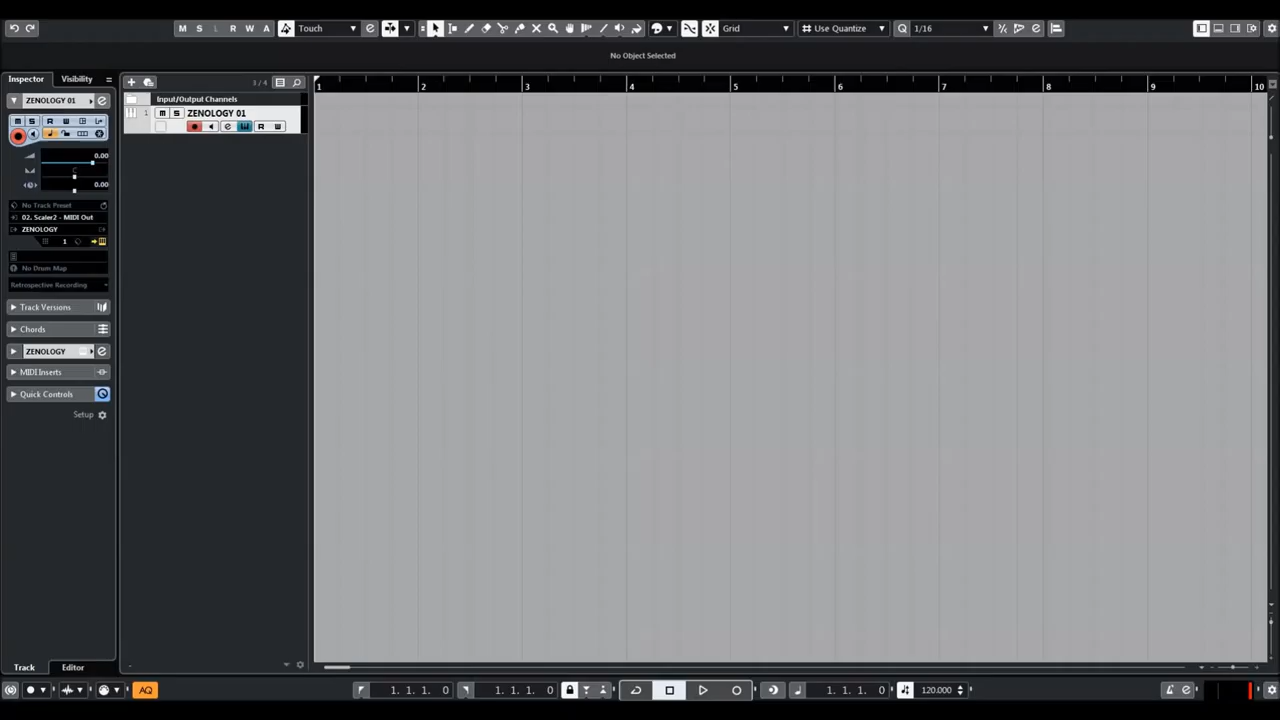 M S L R W A Touch Grid Use Quantize Q 1/16
No Object Selected
Inspector Visibility
3 / 4
1 2 3 4 5 6 7 8 9 10
ZENOLOGY 01
Input/Output Channels
1 M S ZENOLOGY 01
M S R W
R W
0.00
C
0.00
No Track Preset
02. Scaler2 - MIDI Out
ZENOLOGY
1
No Drum Map
Retrospective Recording
Track Versions
Chords
ZENOLOGY
MIDI Inserts
Quick Controls
Setup
Track Editor
AQ 1. 1. 1. 0 1. 1. 1. 0 1. 1. 1. 0 120.000